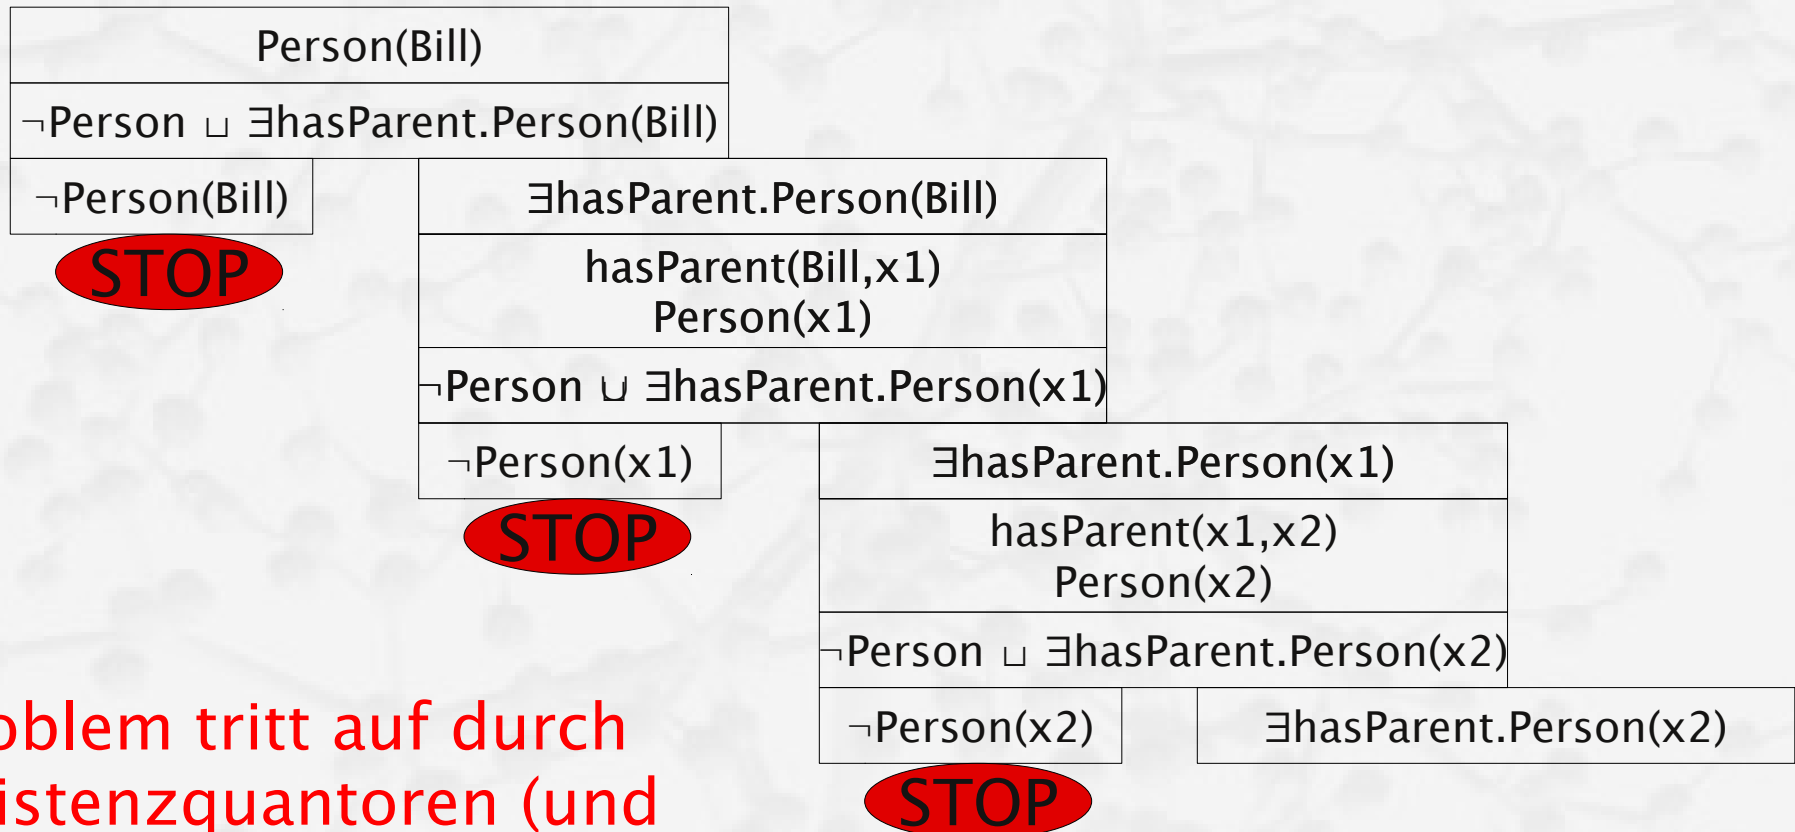 Person(Bill)
¬Person ⊔ ∃hasParent.Person(Bill)
¬Person(Bill)
∃hasParent.Person(Bill)
STOP
hasParent(Bill,x1)
Person(x1)
¬Person ⊔ ∃hasParent.Person(x1)
¬Person(x1)
∃hasParent.Person(x1)
STOP
hasParent(x1,x2)
Person(x2)
¬Person ⊔ ∃hasParent.Person(x2)
¬Person(x2)
∃hasParent.Person(x2)
STOP
oblem tritt auf durch
istenzquantoren (und